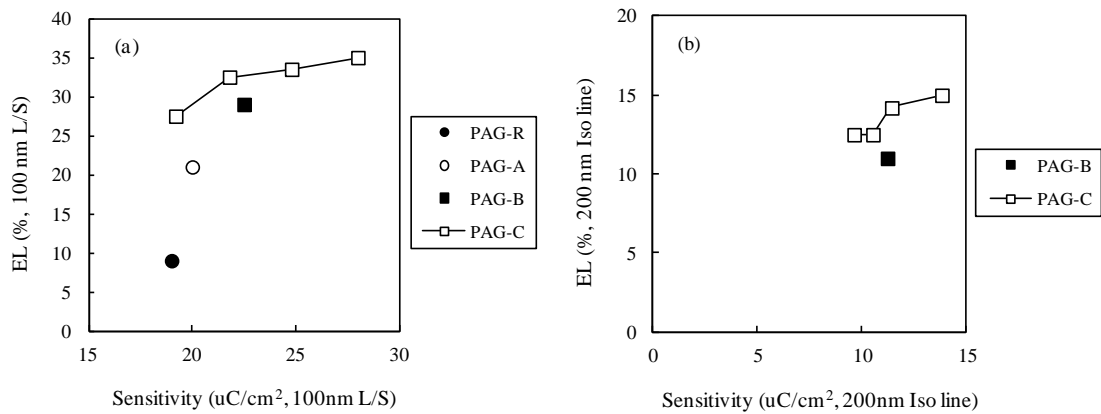 (a)
EL (%, 100 nm L/S)
40
35
30
25
20
15
10
5
0
15 20 25 30
Sensitivity (uC/cm², 100nm L/S)
PAG-R
PAG-A
PAG-B
PAG-C
(b)
EL (%, 200 nm Iso line)
20
15
10
5
0
0 5 10 15
Sensitivity (uC/cm², 200nm Iso line)
PAG-B
PAG-C